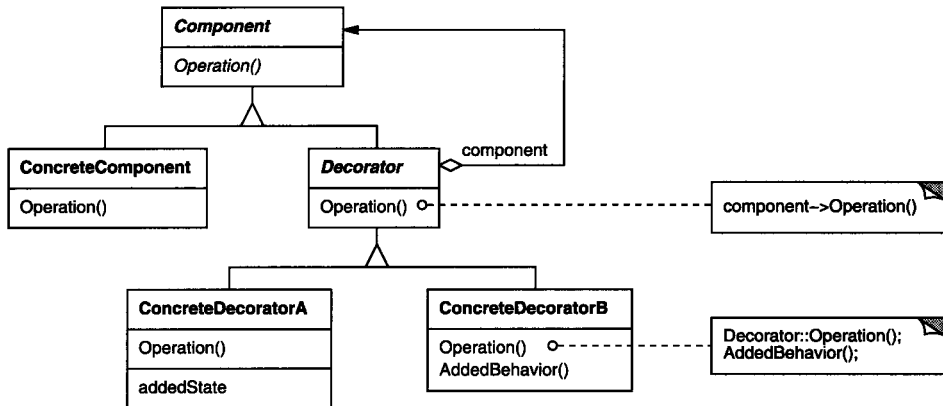 Component
Operation()
ConcreteComponent
Operation()
Decorator
Operation()
component
component->Operation()
ConcreteDecoratorA
Operation()
addedState
ConcreteDecoratorB
Operation()
AddedBehavior()
Decorator::Operation();
AddedBehavior();